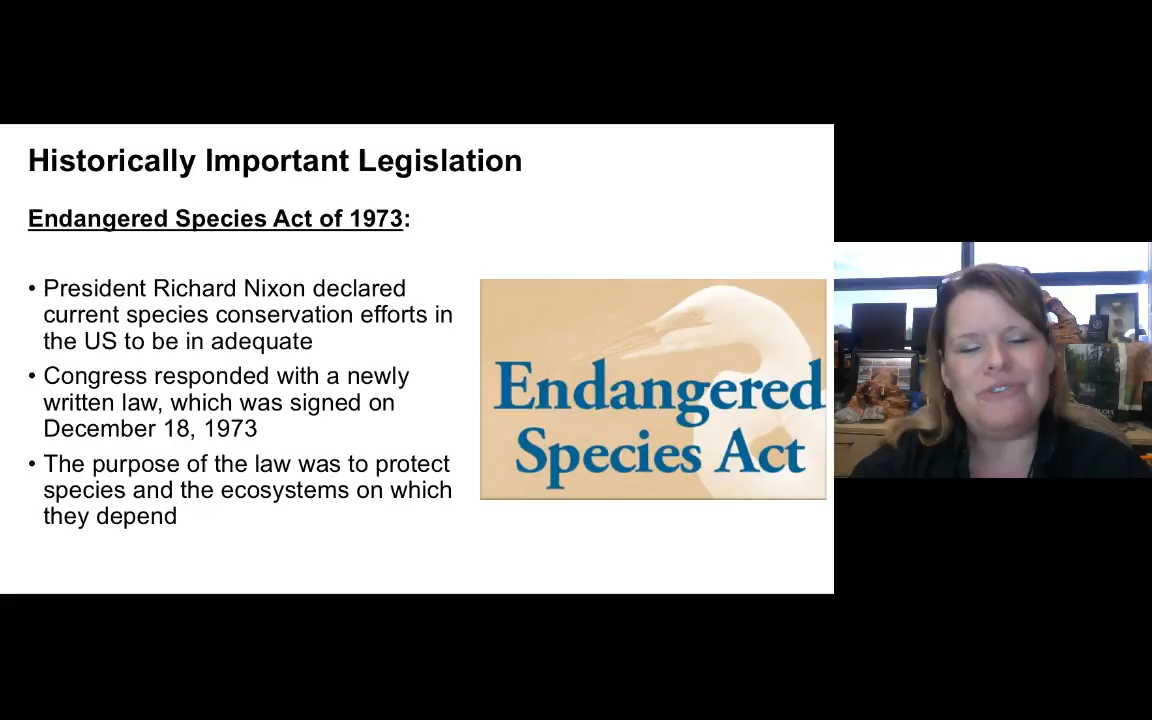 Historically Important Legislation
Endangered Species Act of 1973:
• President Richard Nixon declared
current species conservation efforts in
the US to be in adequate
• Congress responded with a newly
written law, which was signed on
December 18, 1973
• The purpose of the law was to protect
species and the ecosystems on which
they depend
Endangered
Species Act